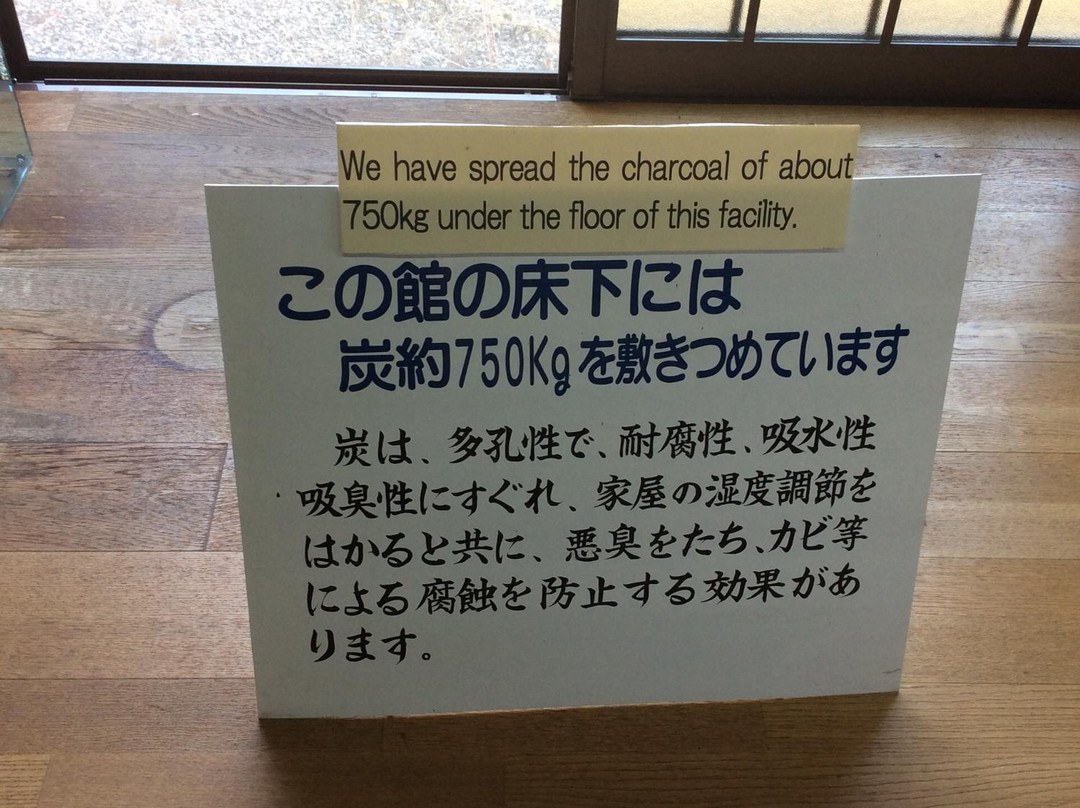 We have spread the charcoal of about
750kg under the floor of this facility.
この館の床下には
炭約750Kgを敷きつめています
炭は、多孔性で、耐腐性、吸水性
吸臭性にすぐれ、家屋の湿度調節を
はかると共に、悪臭をたち、カビ等
による腐蝕を防止する効果があ
ります。